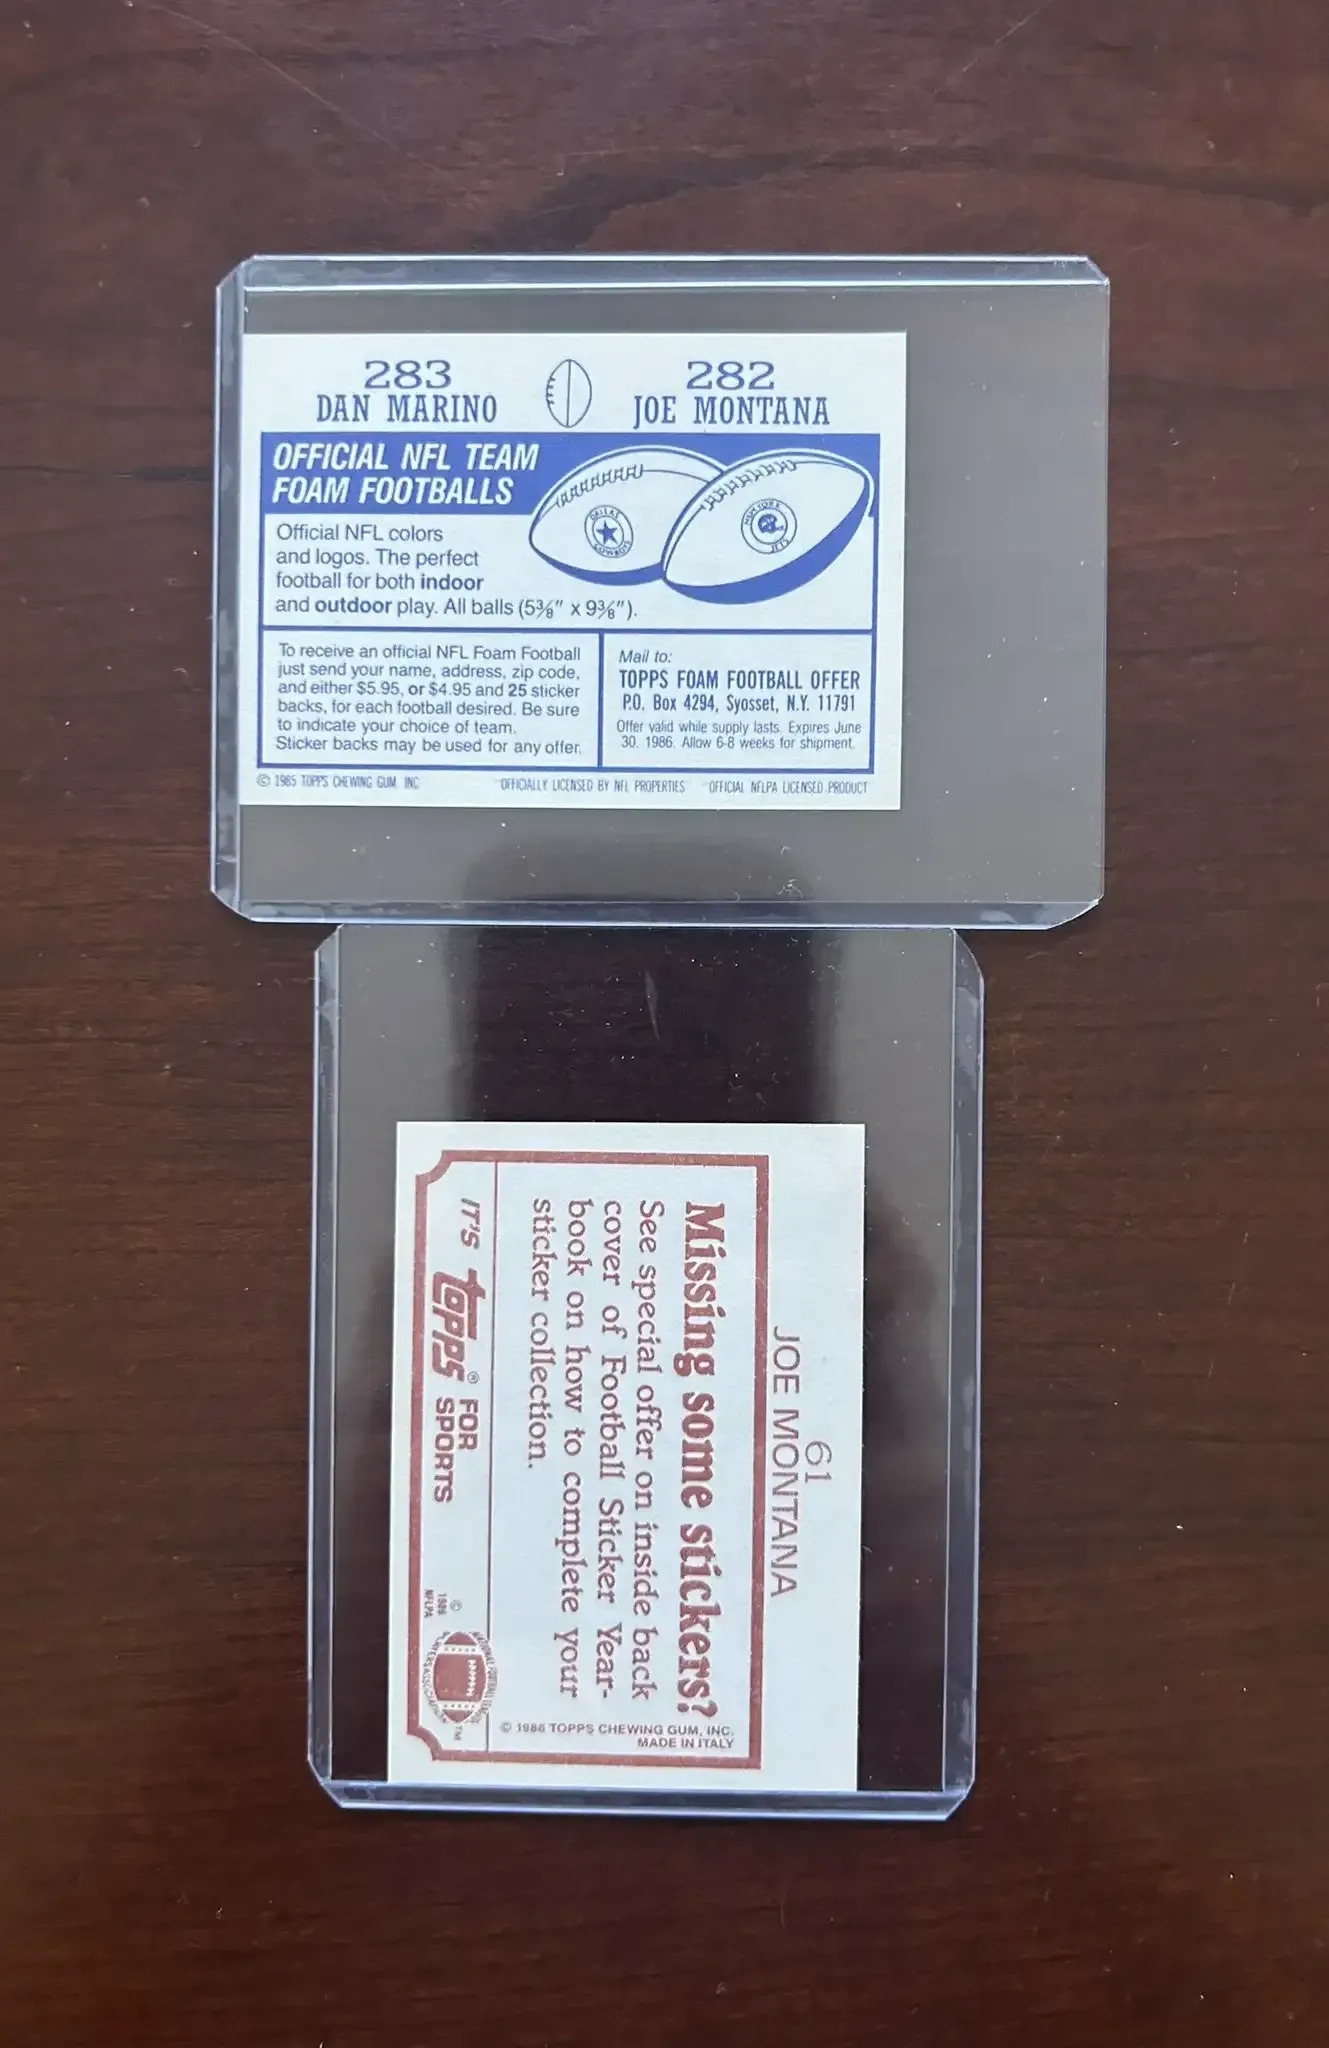 283
DAN MARINO
282
JOE MONTANA
OFFICIAL NFL TEAM
FOAM FOOTBALLS
DALLAS
COWBOYS
NEW YORK
JETS
Official NFL colors
and logos. The perfect
football for both indoor
and outdoor play. All balls (5⅜" x 9⅜").
To receive an official NFL Foam Football
just send your name, address, zip code,
and either $5.95, or $4.95 and 25 sticker
backs, for each football desired. Be sure
to indicate your choice of team.
Sticker backs may be used for any offer.
Mail to:
TOPPS FOAM FOOTBALL OFFER
P.O. Box 4294, Syosset, N.Y. 11791
Offer valid while supply lasts. Expires June
30, 1986. Allow 6-8 weeks for shipment.
© 1985 TOPPS CHEWING GUM, INC.
OFFICIALLY LICENSED BY NFL PROPERTIES
OFFICIAL NFLPA LICENSED PRODUCT
61
JOE MONTANA
Missing some stickers?
See special offer on inside back
cover of Football Sticker Year-
book on how to complete your
sticker collection.
© 1986 TOPPS CHEWING GUM, INC.
MADE IN ITALY
IT'S TOPPS® FOR
SPORTS
©
1986
NFLPA
TM